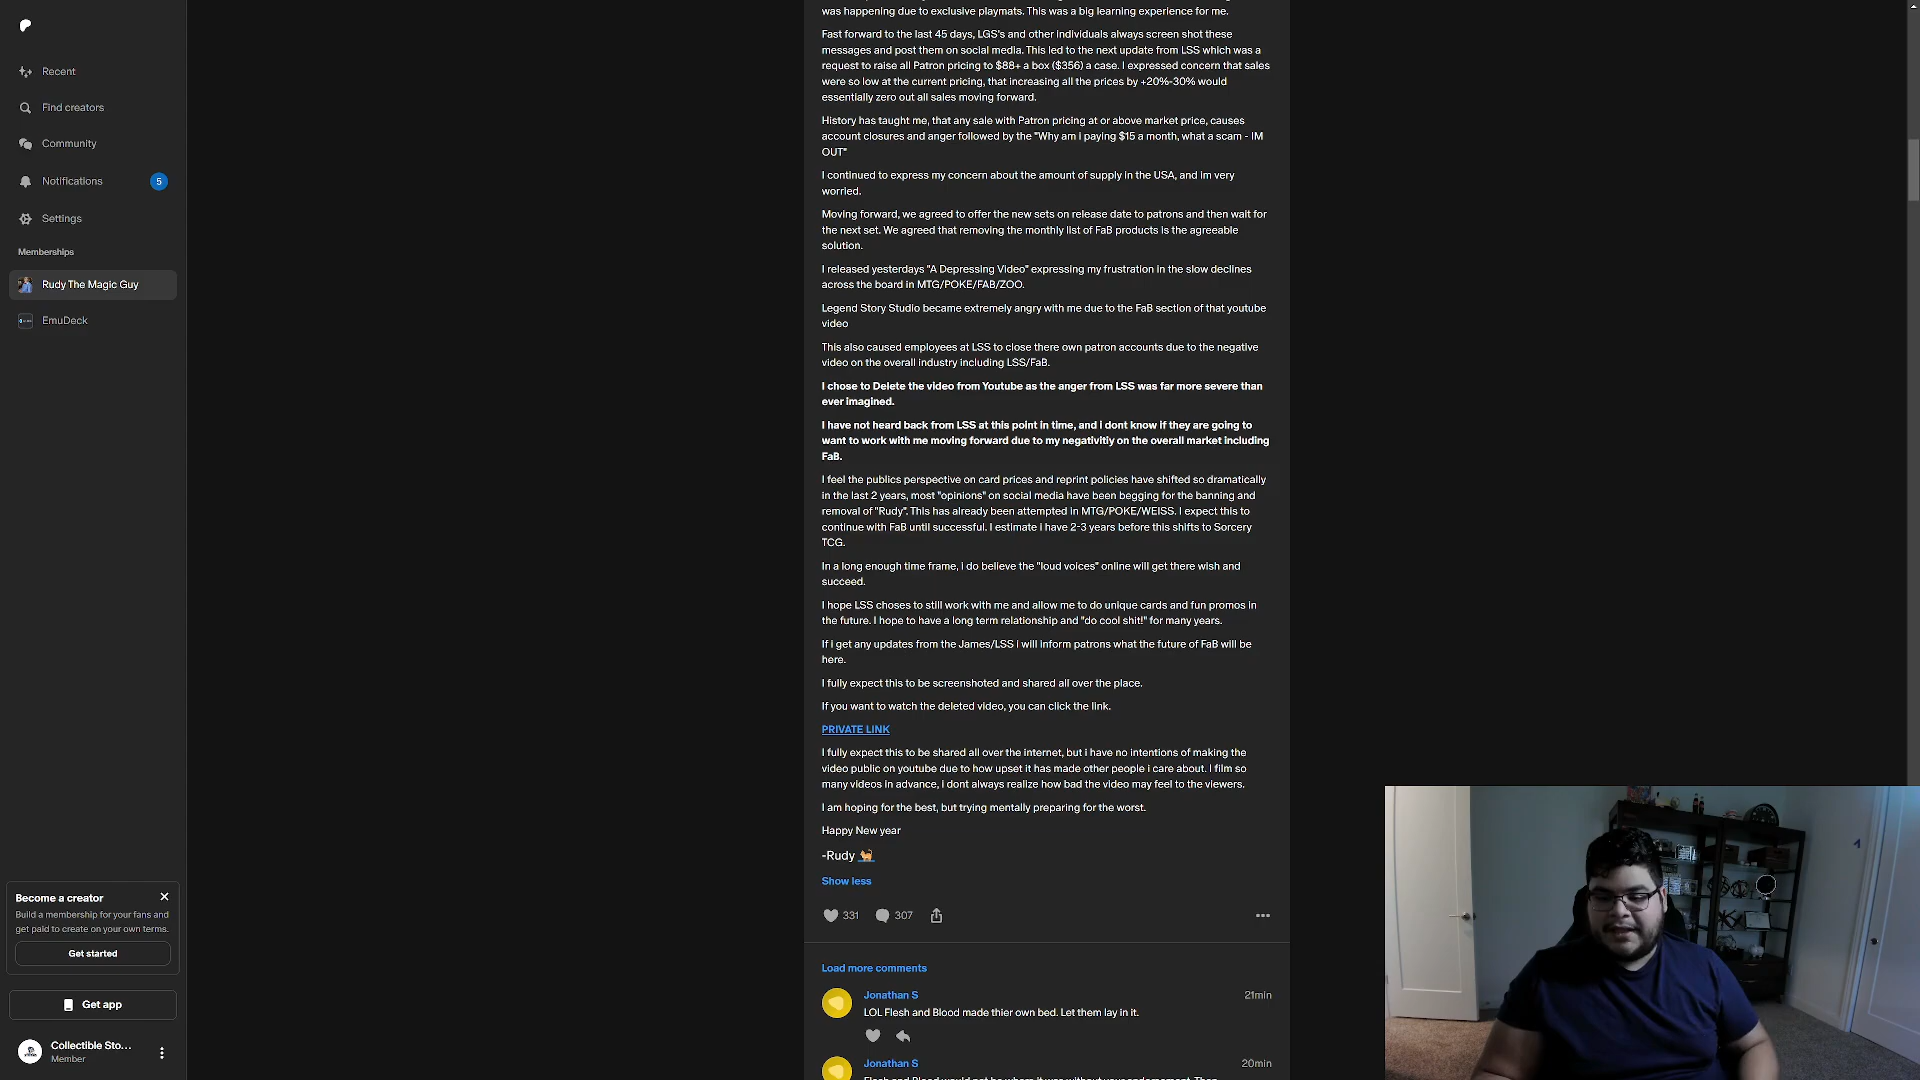 Recent
Find creators
Community
Notifications
5
Settings
Memberships
Rudy The Magic Guy
EmuDeck
Become a creator
Build a membership for your fans and
get paid to create on your own terms.
Get started
Get app
Collectible Sto...
Member
was happening due to exclusive playmats. This was a big learning experience for me.
Fast forward to the last 45 days, LGS's and other individuals always screen shot these
messages and post them on social media. This led to the next update from LSS which was a
request to raise all Patron pricing to $88+ a box ($356) a case. I expressed concern that sales
were so low at the current pricing, that increasing all the prices by +20%-30% would
essentially zero out all sales moving forward.
History has taught me, that any sale with Patron pricing at or above market price, causes
account closures and anger followed by the "Why am i paying $15 a month, what a scam - IM
OUT"
I continued to express my concern about the amount of supply in the USA, and im very
worried.
Moving forward, we agreed to offer the new sets on release date to patrons and then wait for
the next set. We agreed that removing the monthly list of FaB products is the agreeable
solution.
I released yesterdays "A Depressing Video" expressing my frustration in the slow declines
across the board in MTG/POKE/FAB/ZOO.
Legend Story Studio became extremely angry with me due to the FaB section of that youtube
video
This also caused employees at LSS to close there own patron accounts due to the negative
video on the overall industry including LSS/FaB.
I chose to Delete the video from Youtube as the anger from LSS was far more severe than
ever imagined.
I have not heard back from LSS at this point in time, and i dont know if they are going to
want to work with me moving forward due to my negativitiy on the overall market including
FaB.
I feel the publics perspective on card prices and reprint policies have shifted so dramatically
in the last 2 years, most "opinions" on social media have been begging for the banning and
removal of "Rudy". This has already been attempted in MTG/POKE/WEISS. I expect this to
continue with FaB until successful. I estimate i have 2-3 years before this shifts to Sorcery
TCG.
In a long enough time frame, i do believe the "loud voices" online will get there wish and
succeed.
I hope LSS choses to still work with me and allow me to do unique cards and fun promos in
the future. I hope to have a long term relationship and "do cool shit!" for many years.
If i get any updates from the James/LSS i will inform patrons what the future of FaB will be
here.
I fully expect this to be screenshoted and shared all over the place.
If you want to watch the deleted video, you can click the link.
PRIVATE LINK
I fully expect this to be shared all over the internet, but i have no intentions of making the
video public on youtube due to how upset it has made other people i care about. I film so
many videos in advance, I dont always realize how bad the video may feel to the viewers.
I am hoping for the best, but trying mentally preparing for the worst.
Happy New year
-Rudy
Show less
331
307
Load more comments
Jonathan S
21min
LOL Flesh and Blood made thier own bed. Let them lay in it.
Jonathan S
20min